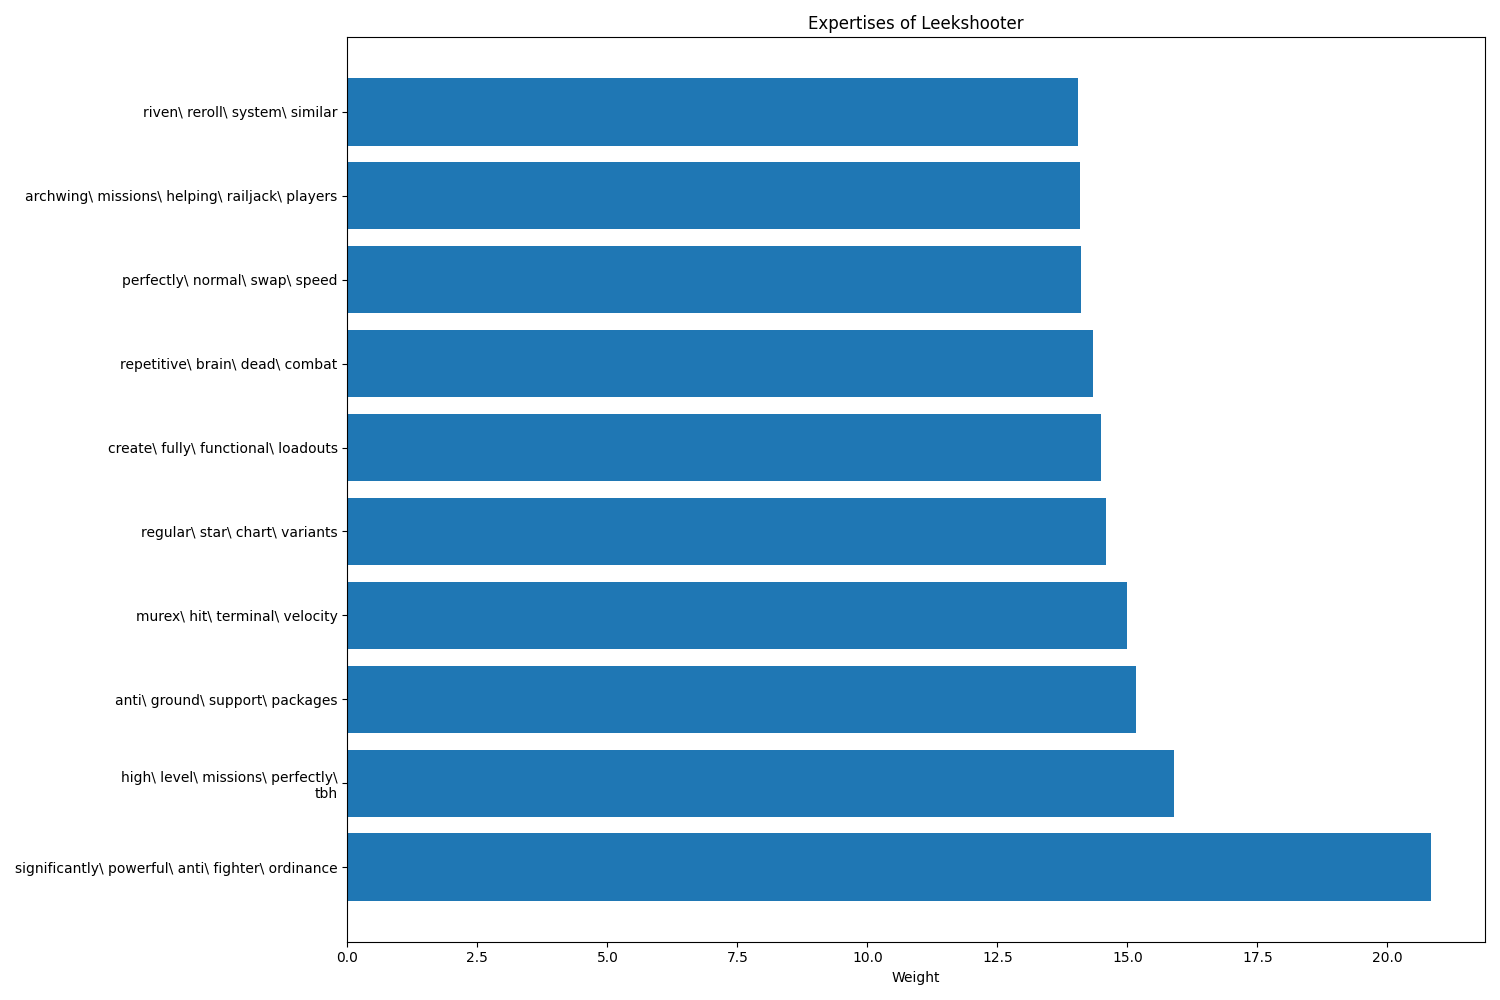 Expertises of Leekshooter
riven\ reroll\ system\ similar
archwing\ missions\ helping\ railjack\ players
perfectly\ normal\ swap\ speed
repetitive\ brain\ dead\ combat
create\ fully\ functional\ loadouts
regular\ star\ chart\ variants
murex\ hit\ terminal\ velocity
anti\ ground\ support\ packages
high\ level\ missions\ perfectly\
tbh
significantly\ powerful\ anti\ fighter\ ordinance
0.0 2.5 5.0 7.5 10.0 12.5 15.0 17.5 20.0
Weight